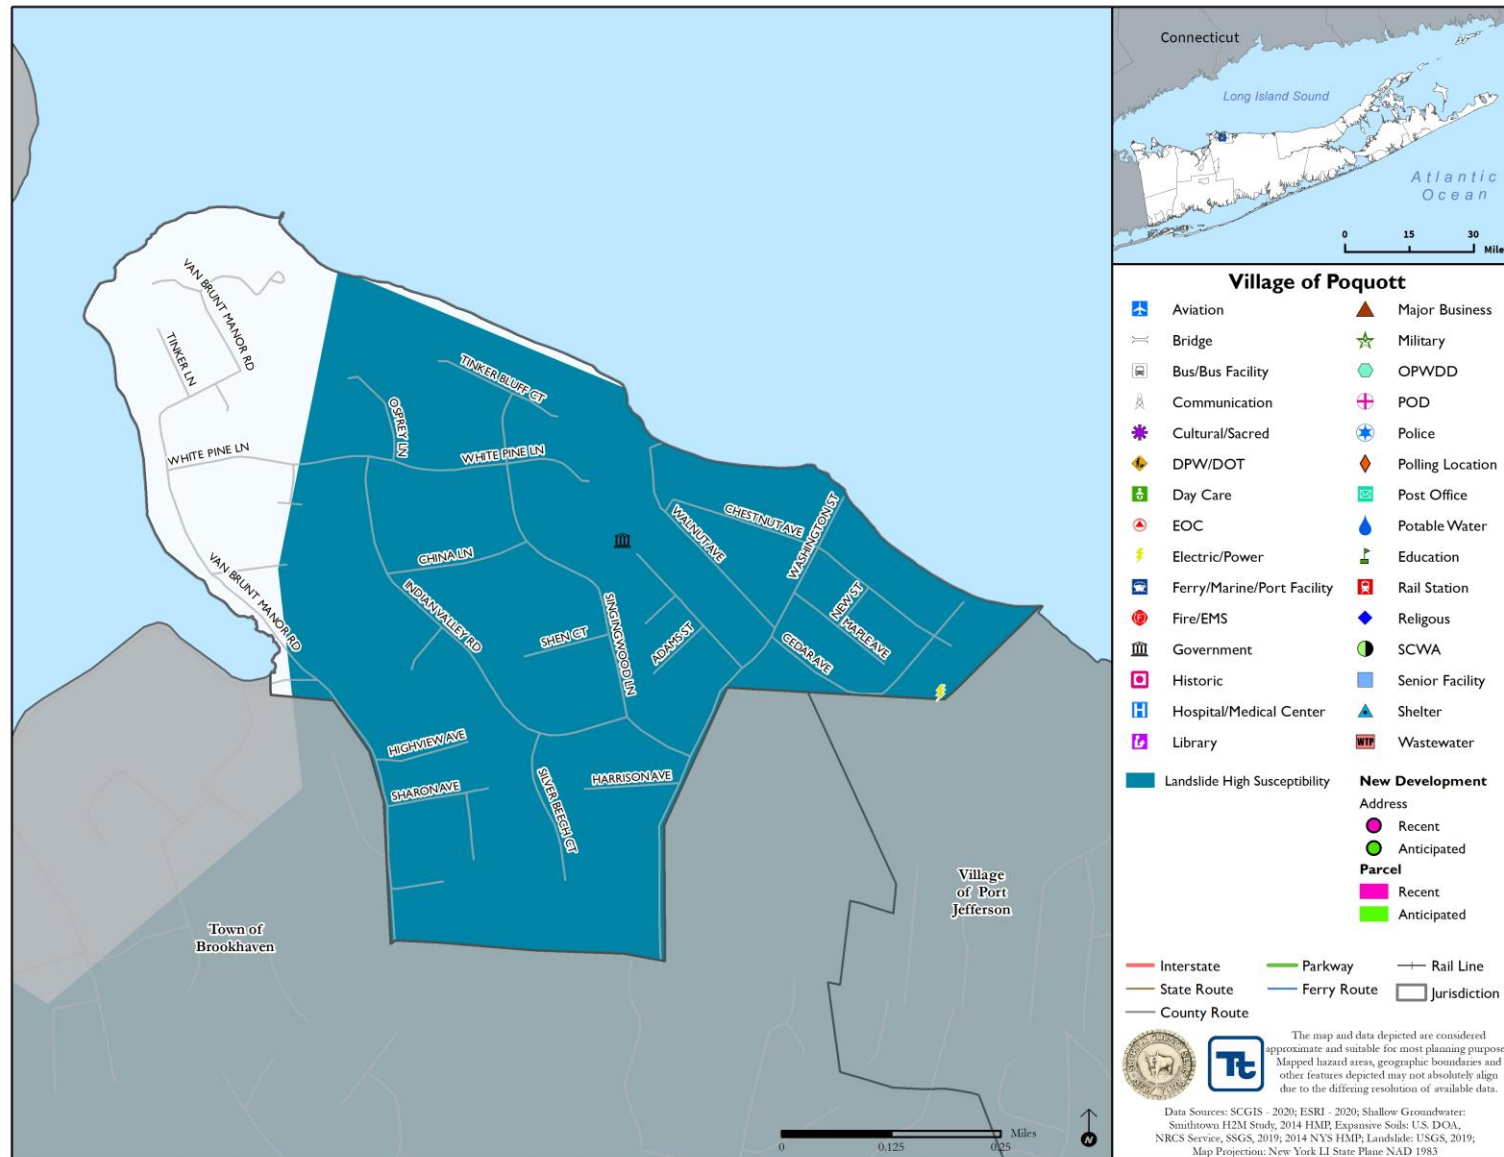 VAN BRUNT MANOR RD
TINKER LN
TINKER BLUFF CT
OSPREY LN
WHITE PINE LN
WHITE PINE LN
CHESTNUT AVE
WALNUT AVE
WASHINGTON ST
CHINA LN
VAN BRUNT MANOR RD
INDIAN VALLEY RD
SINGINGWOOD LN
NEW ST
MAPLE AVE
SHEN CT
ADAMS ST
CEDAR AVE
HIGHVIEW AVE
SHARON AVE
SILVER BEECH CT
HARRISON AVE
Town of
Brookhaven
Village
of Port
Jefferson
Miles
0
0.125
0.25
N
Connecticut
Long Island Sound
Atlantic
Ocean
0
15
30
Mile
Village of Poquott
Aviation
Bridge
Bus/Bus Facility
Communication
Cultural/Sacred
DPW/DOT
Day Care
EOC
Electric/Power
Ferry/Marine/Port Facility
Fire/EMS
Government
Historic
Hospital/Medical Center
Library
Major Business
Military
OPWDD
POD
Police
Polling Location
Post Office
Potable Water
Education
Rail Station
Religous
SCWA
Senior Facility
Shelter
WTP Wastewater
Landslide High Susceptibility
New Development
Address
Recent
Anticipated
Parcel
Recent
Anticipated
Interstate
Parkway
Rail Line
State Route
Ferry Route
Jurisdiction
County Route
Tt
The map and data depicted are considered
approximate and suitable for most planning purpose
Mapped hazard areas, geographic boundaries and
other features depicted may not absolutely align
due to the differing resolution of available data.
Data Sources: SCGIS - 2020; ESRI - 2020; Shallow Groundwater:
Smithtown H2M Study, 2014 HMP, Expansive Soils: U.S. DOA,
NRCS Service, SSGS, 2019; 2014 NYS HMP; Landslide: USGS, 2019;
Map Projection: New York LI State Plane NAD 1983